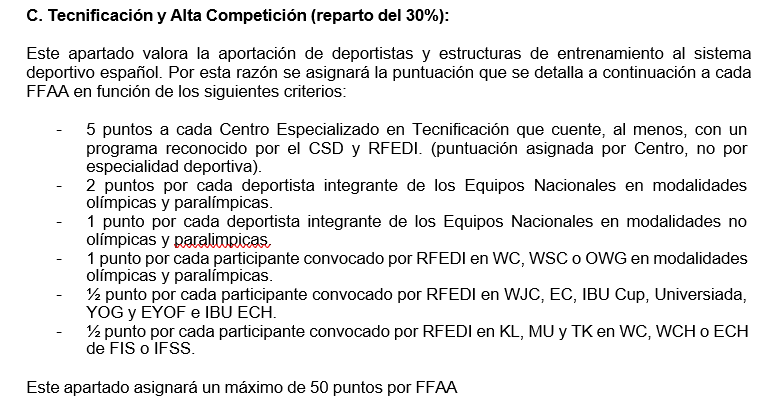 C. Tecnificación y Alta Competición (reparto del 30%):
Este apartado valora la aportación de deportistas y estructuras de entrenamiento al sistema
deportivo español. Por esta razón se asignará la puntuación que se detalla a continuación a cada
FFAA en función de los siguientes criterios:
- 5 puntos a cada Centro Especializado en Tecnificación que cuente, al menos, con un
programa reconocido por el CSD y RFEDI. (puntuación asignada por Centro, no por
especialidad deportiva).
- 2 puntos por cada deportista integrante de los Equipos Nacionales en modalidades
olímpicas y paralímpicas.
- 1 punto por cada deportista integrante de los Equipos Nacionales en modalidades no
olímpicas y paralimpicas.
- 1 punto por cada participante convocado por RFEDI en WC, WSC o OWG en modalidades
olímpicas y paralímpicas.
- ½ punto por cada participante convocado por RFEDI en WJC, EC, IBU Cup, Universiada,
YOG y EYOF e IBU ECH.
- ½ punto por cada participante convocado por RFEDI en KL, MU y TK en WC, WCH o ECH
de FIS o IFSS.
Este apartado asignará un máximo de 50 puntos por FFAA